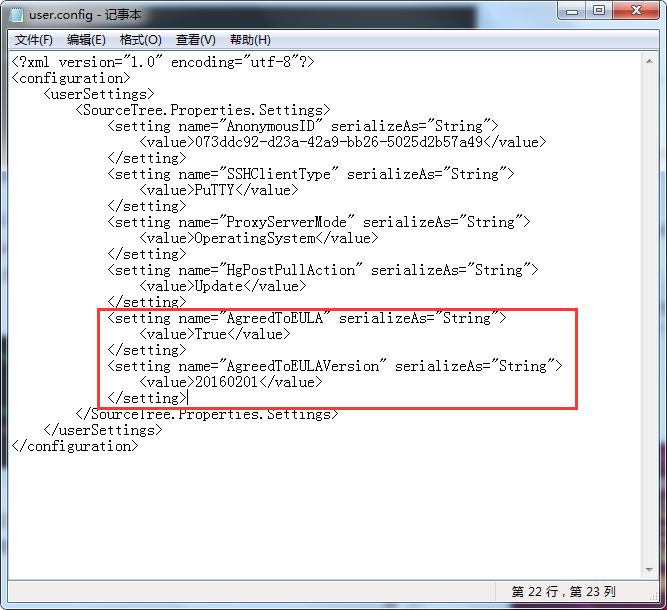 user.config - 记事本
文件(F) 编辑(E) 格式(O) 查看(V) 帮助(H)
<?xml version="1.0" encoding="utf-8"?>
<configuration>
    <userSettings>
        <SourceTree.Properties.Settings>
            <setting name="AnonymousID" serializeAs="String">
                <value>073ddc92-d23a-42a9-bb26-5025d2b57a49</value>
            </setting>
            <setting name="SSHClientType" serializeAs="String">
                <value>PuTTY</value>
            </setting>
            <setting name="ProxyServerMode" serializeAs="String">
                <value>OperatingSystem</value>
            </setting>
            <setting name="HgPostPullAction" serializeAs="String">
                <value>Update</value>
            </setting>
            <setting name="AgreedToEULA" serializeAs="String">
                <value>True</value>
            </setting>
            <setting name="AgreedToEULAVersion" serializeAs="String">
                <value>20160201</value>
            </setting>
        </SourceTree.Properties.Settings>
    </userSettings>
</configuration>
第 22 行，第 23 列